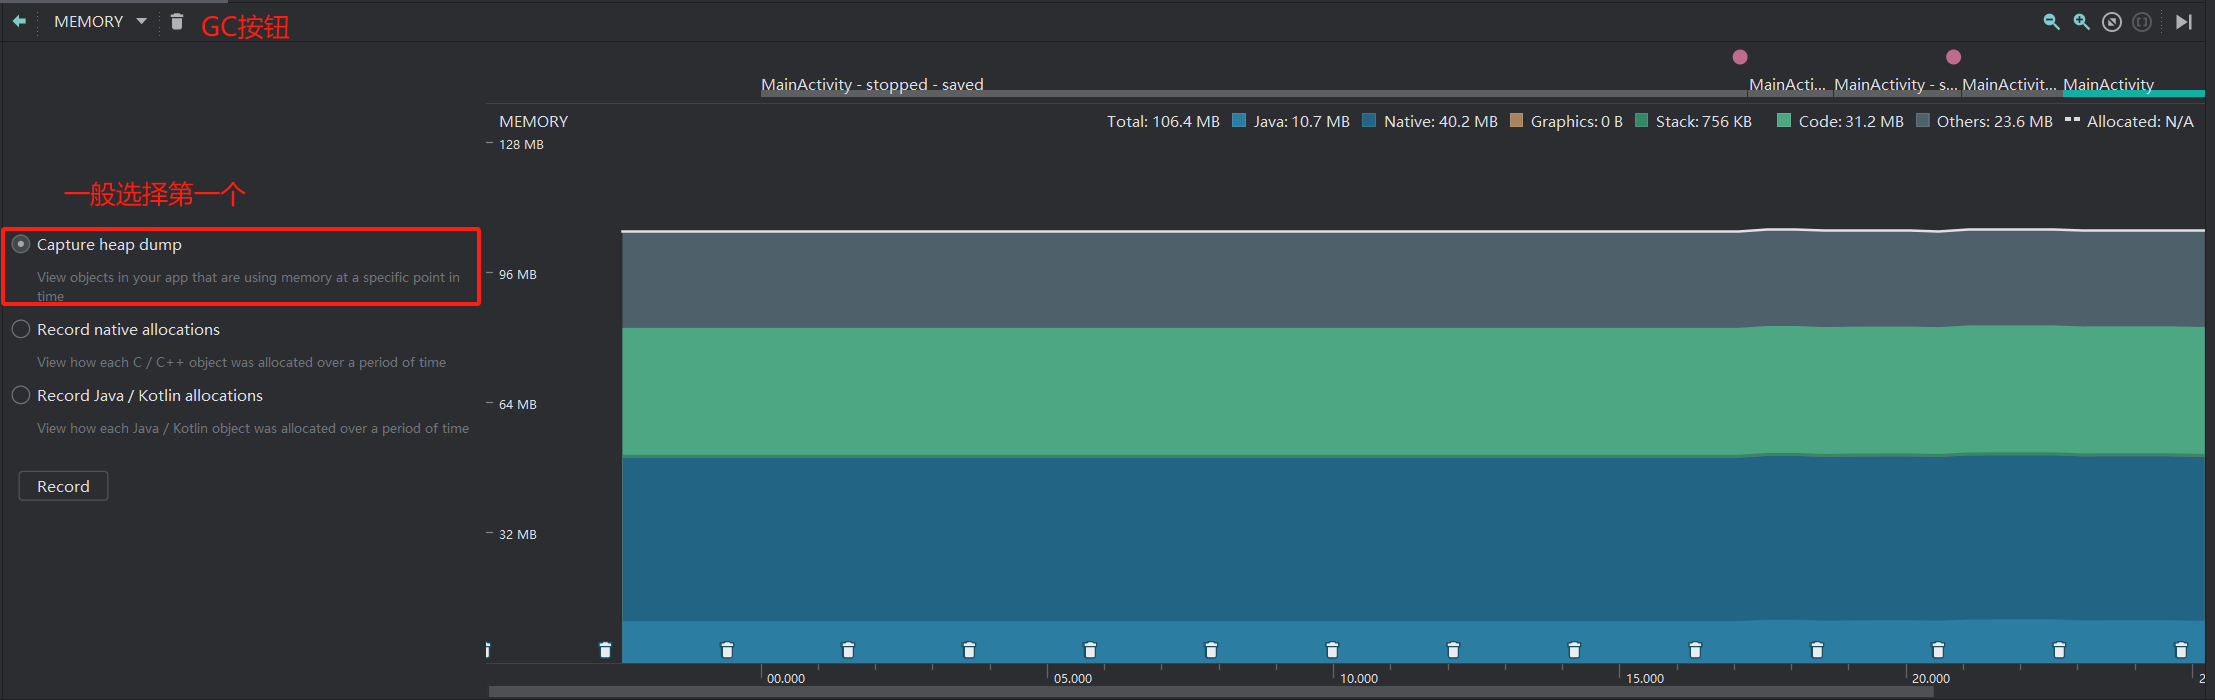 MEMORY
GC按钮
MainActivity - stopped - saved
MainActi...
MainActivity - s...
MainActivit...
MainActivity
MEMORY
Total: 106.4 MB
Java: 10.7 MB
Native: 40.2 MB
Graphics: 0 B
Stack: 756 KB
Code: 31.2 MB
Others: 23.6 MB
Allocated: N/A
128 MB
一般选择第一个
Capture heap dump
View objects in your app that are using memory at a specific point in
time
96 MB
Record native allocations
View how each C / C++ object was allocated over a period of time
Record Java / Kotlin allocations
View how each Java / Kotlin object was allocated over a period of time
64 MB
Record
32 MB
00.000
05.000
10.000
15.000
20.000